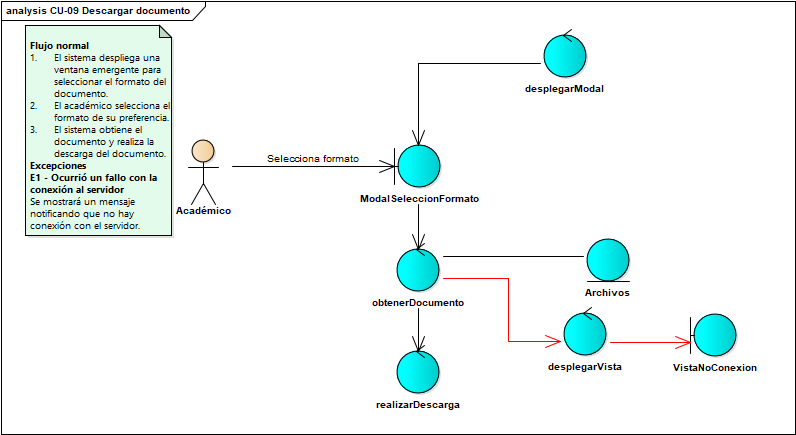 analysis CU-09 Descargar documento
Flujo normal
1. El sistema despliega una
ventana emergente para
seleccionar el formato del
documento.
2. El académico selecciona el
formato de su preferencia.
3. El sistema obtiene el
documento y realiza la
descarga del documento.
Excepciones
E1 - Ocurrió un fallo con la
conexión al servidor
Se mostrará un mensaje
notificando que no hay
conexión con el servidor.
desplegarModal
Selecciona formato
Académico
ModalSeleccionFormato
Archivos
obtenerDocumento
desplegarVista
VistaNoConexion
realizarDescarga